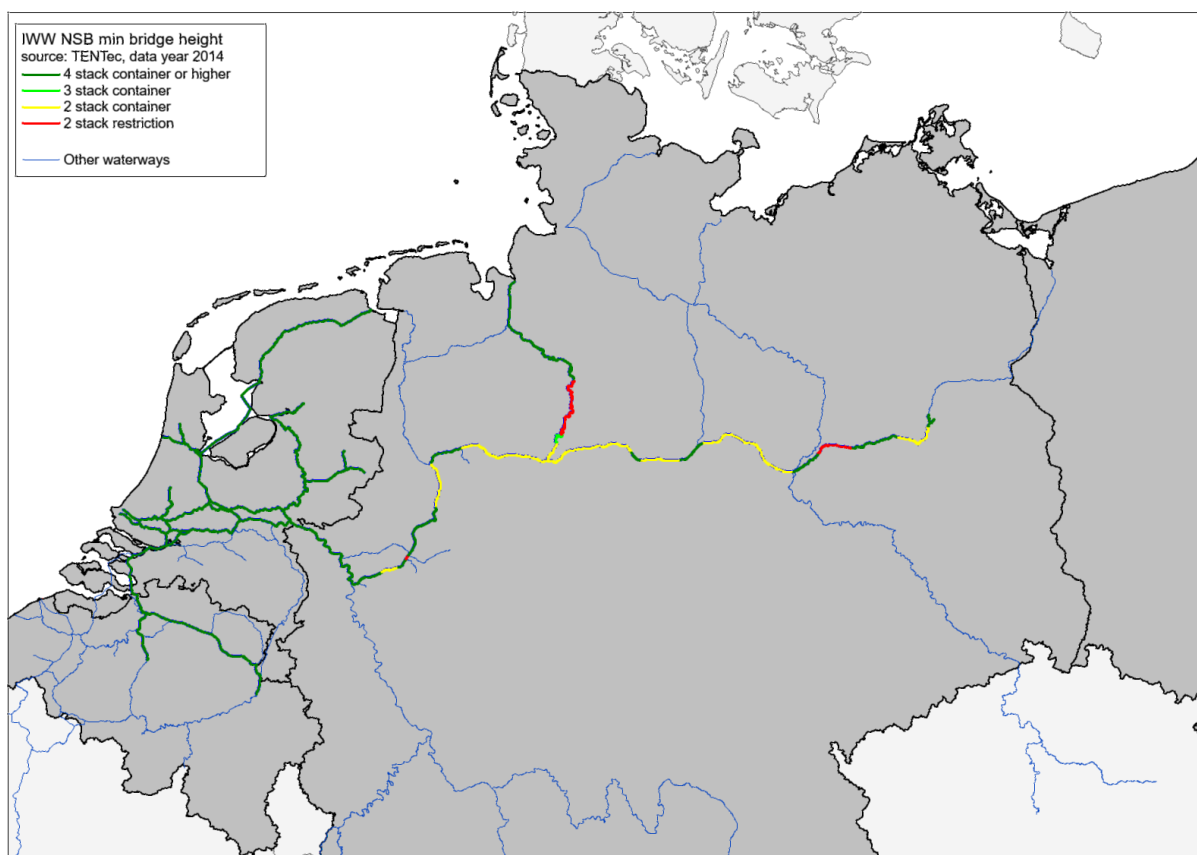 IWW NSB min bridge height
source: TENTec, data year 2014
4 stack container or higher
3 stack container
2 stack container
2 stack restriction
Other waterways